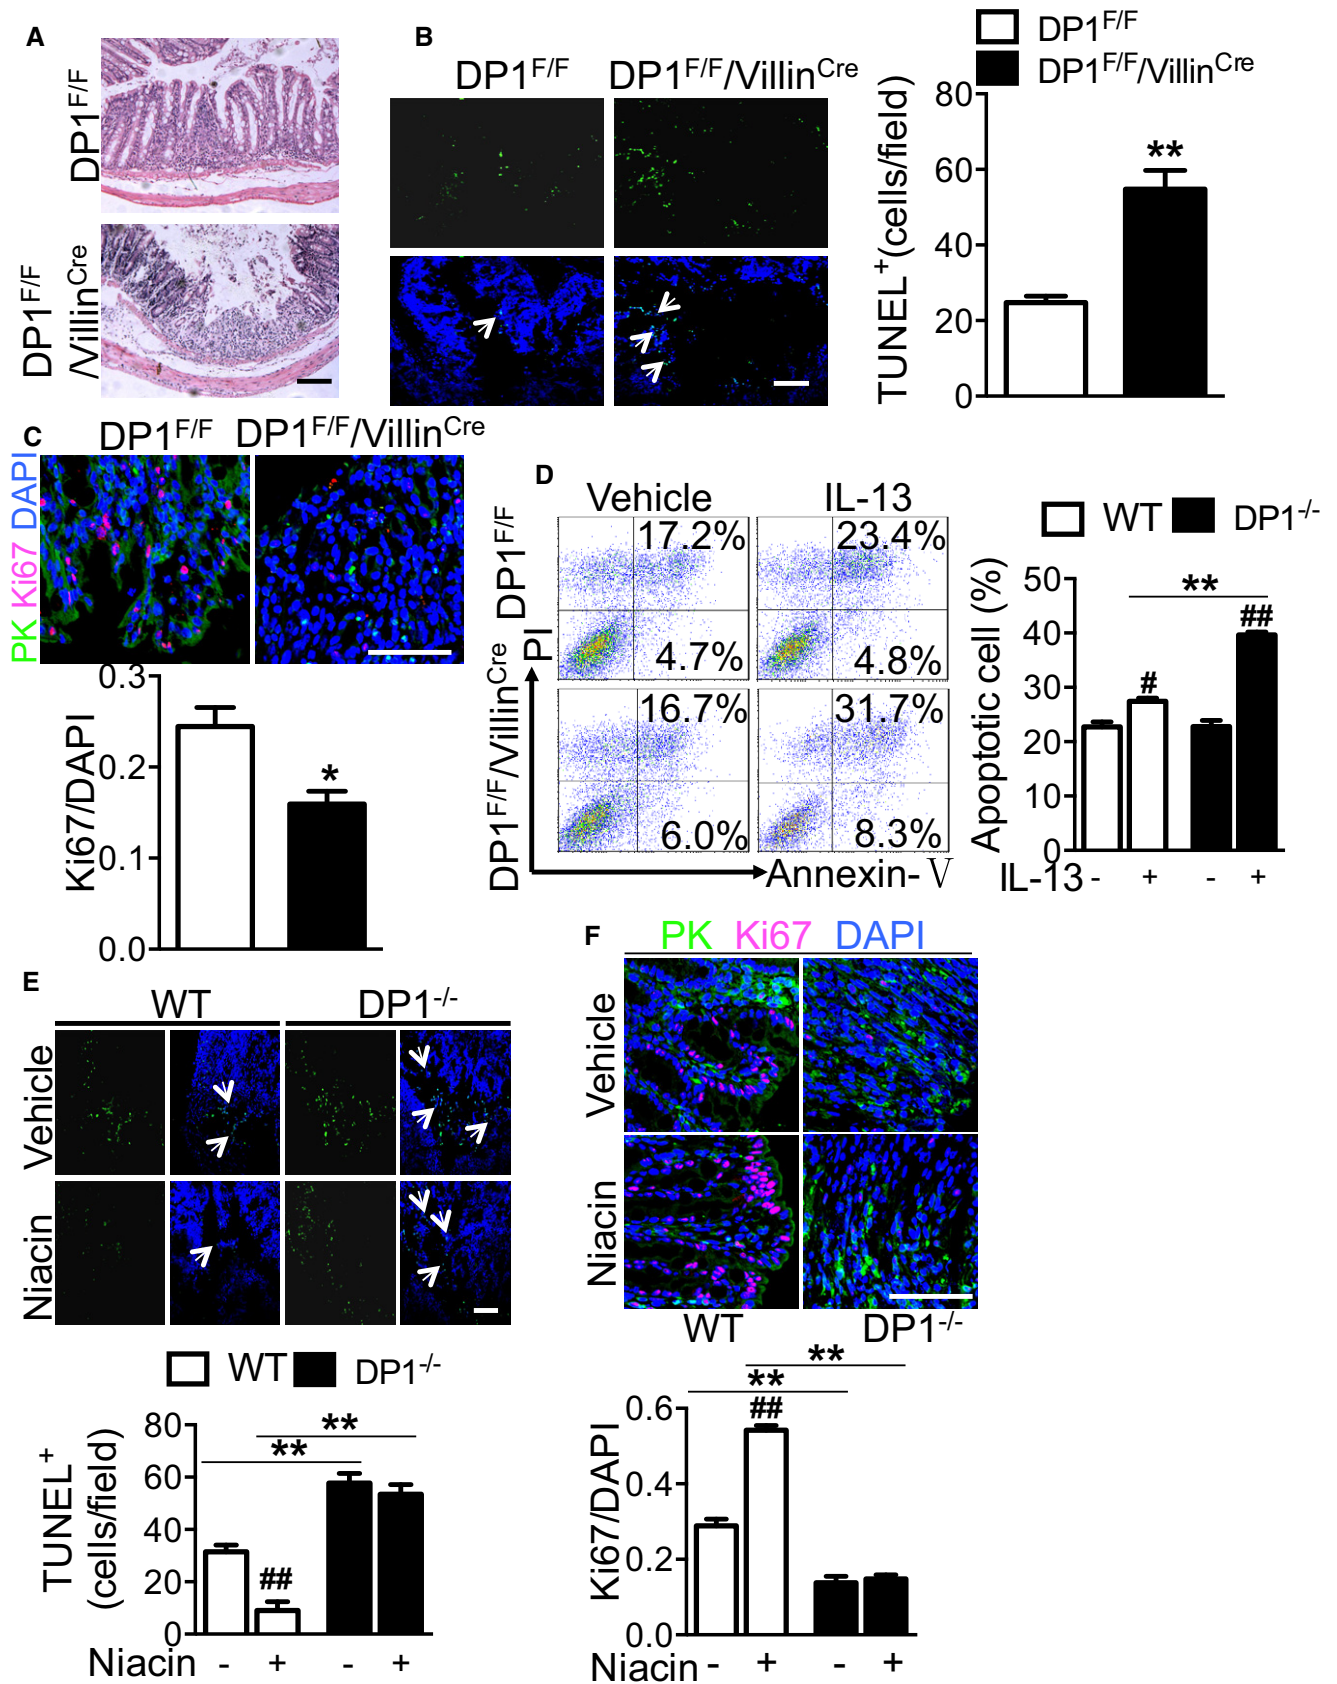 A
DP1F/F
DP1F/F
/VillinCre
B
DP1F/F
DP1F/F/VillinCre
DP1F/F
DP1F/F/VillinCre
TUNEL+(cells/field)
80
60
40
20
0
**
C
DP1F/F
DP1F/F/VillinCre
PK Ki67 DAPI
Ki67/DAPI
0.3
0.2
0.1
0.0
*
D
Vehicle
IL-13
DP1F/F
DP1F/F/VillinCre
PI
17.2%
4.7%
23.4%
4.8%
16.7%
6.0%
31.7%
8.3%
Annexin-V
WT
DP1-/-
Apoptotic cell (%)
50
40
30
20
10
0
**
#
##
IL-13 - + - +
E
WT
DP1-/-
Vehicle
Niacin
WT
DP1-/-
TUNEL+
(cells/field)
80
60
40
20
0
**
**
##
Niacin - + - +
F
PK Ki67 DAPI
Vehicle
Niacin
WT
DP1-/-
Ki67/DAPI
0.6
0.4
0.2
0.0
**
**
##
Niacin - + - +